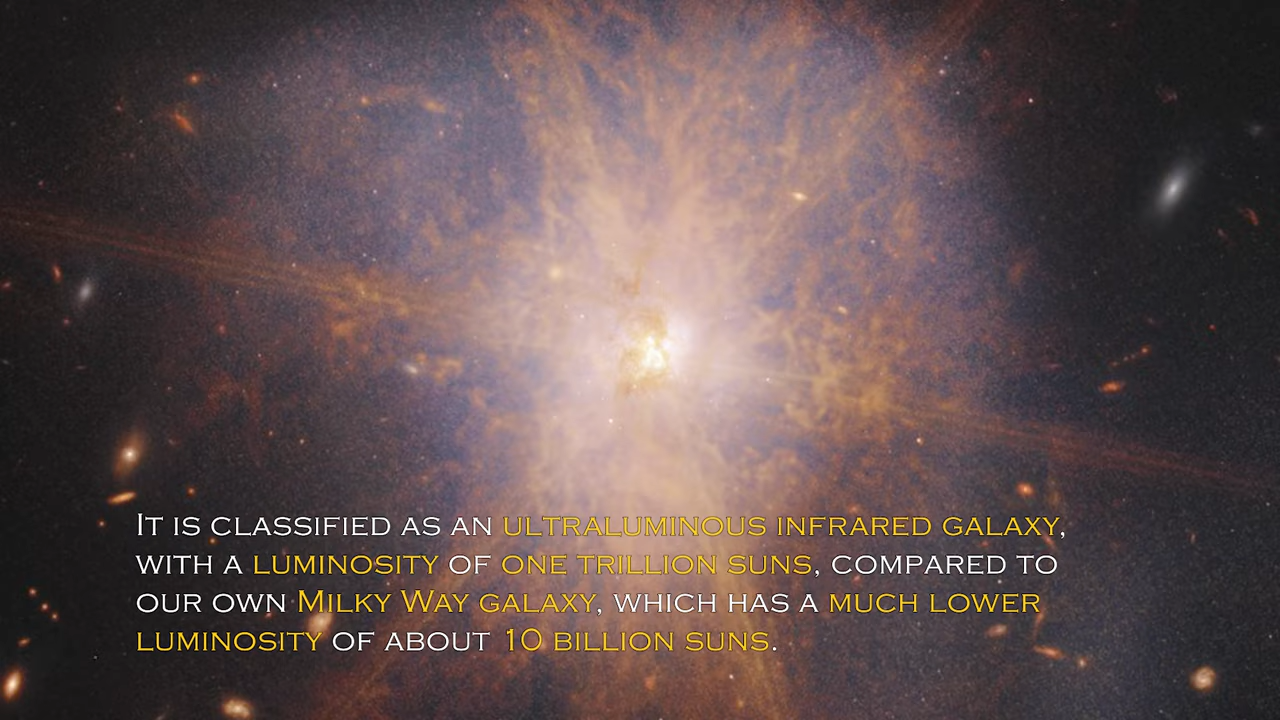 It is classified as an ultraluminous infrared galaxy,
with a luminosity of one trillion suns, compared to
our own Milky Way galaxy, which has a much lower
luminosity of about 10 billion suns.